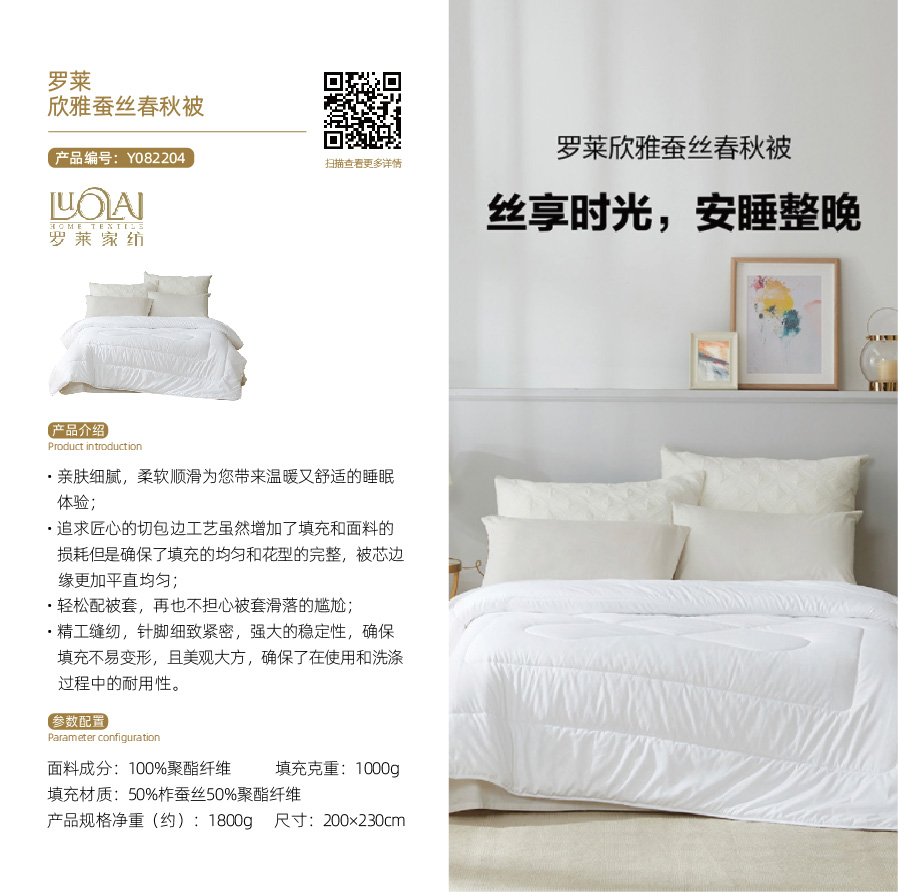 罗莱
欣雅蚕丝春秋被
产品编号：Y082204
扫描查看更多详情
LUOLAI
HOME TEXTILE
罗莱家纺
产品介绍
Product introduction
・亲肤细腻，柔软顺滑为您带来温暖又舒适的睡眠
体验；
・追求匠心的切包边工艺虽然增加了填充和面料的
损耗但是确保了填充的均匀和花型的完整，被芯边
缘更加平直均匀；
・轻松配被套，再也不担心被套滑落的尴尬；
・精工缝纫，针脚细致紧密，强大的稳定性，确保
填充不易变形，且美观大方，确保了在使用和洗涤
过程中的耐用性。
参数配置
Parameter configuration
面料成分：100%聚酯纤维 填充克重：1000g
填充材质：50%柞蚕丝50%聚酯纤维
产品规格净重（约）：1800g 尺寸：200×230cm
罗莱欣雅蚕丝春秋被
丝享时光，安睡整晚